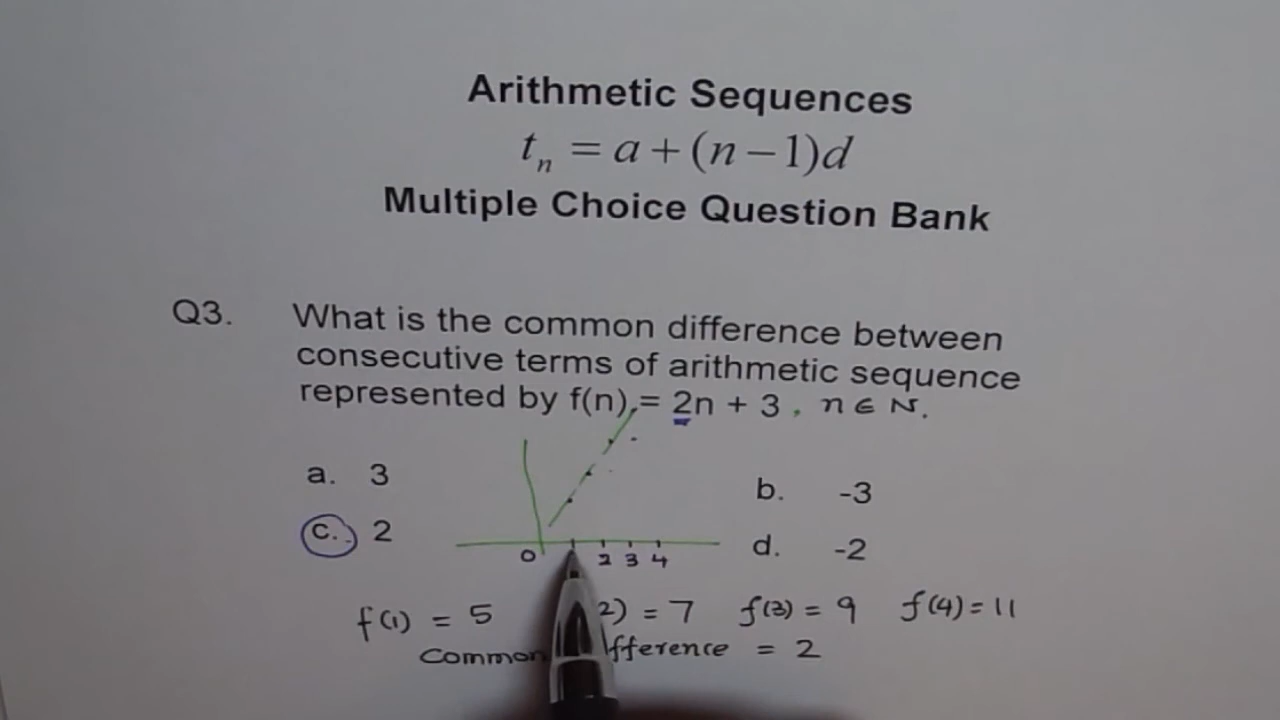 Arithmetic Sequences
tₙ = a + (n − 1)d
Multiple Choice Question Bank
Q3. What is the common difference between
consecutive terms of arithmetic sequence
represented by f(n) = 2n + 3, n ∈ N.
a. 3
b. -3
c. 2
d. -2
0 2 3 4
f(1) = 5 2) = 7 f(3) = 9 f(4) = 11
Common fference = 2